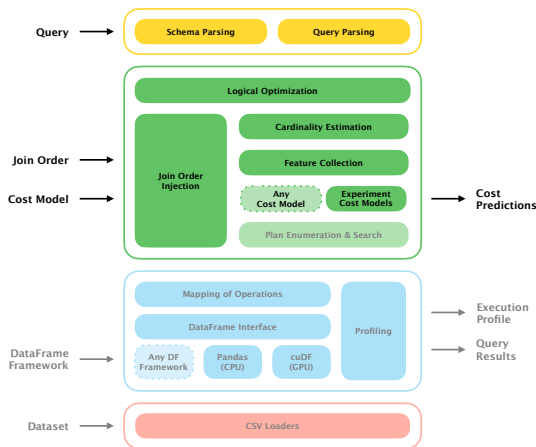 Query
Schema Parsing
Query Parsing
Logical Optimization
Join Order
Injection
Cardinality Estimation
Feature Collection
Any
Cost Model
Experiment
Cost Models
Plan Enumeration & Search
Join Order
Cost Model
Cost
Predictions
Mapping of Operations
DataFrame Interface
Any DF
Framework
Pandas
(CPU)
cuDF
(GPU)
Profiling
DataFrame
Framework
Execution
Profile
Query
Results
Dataset
CSV Loaders